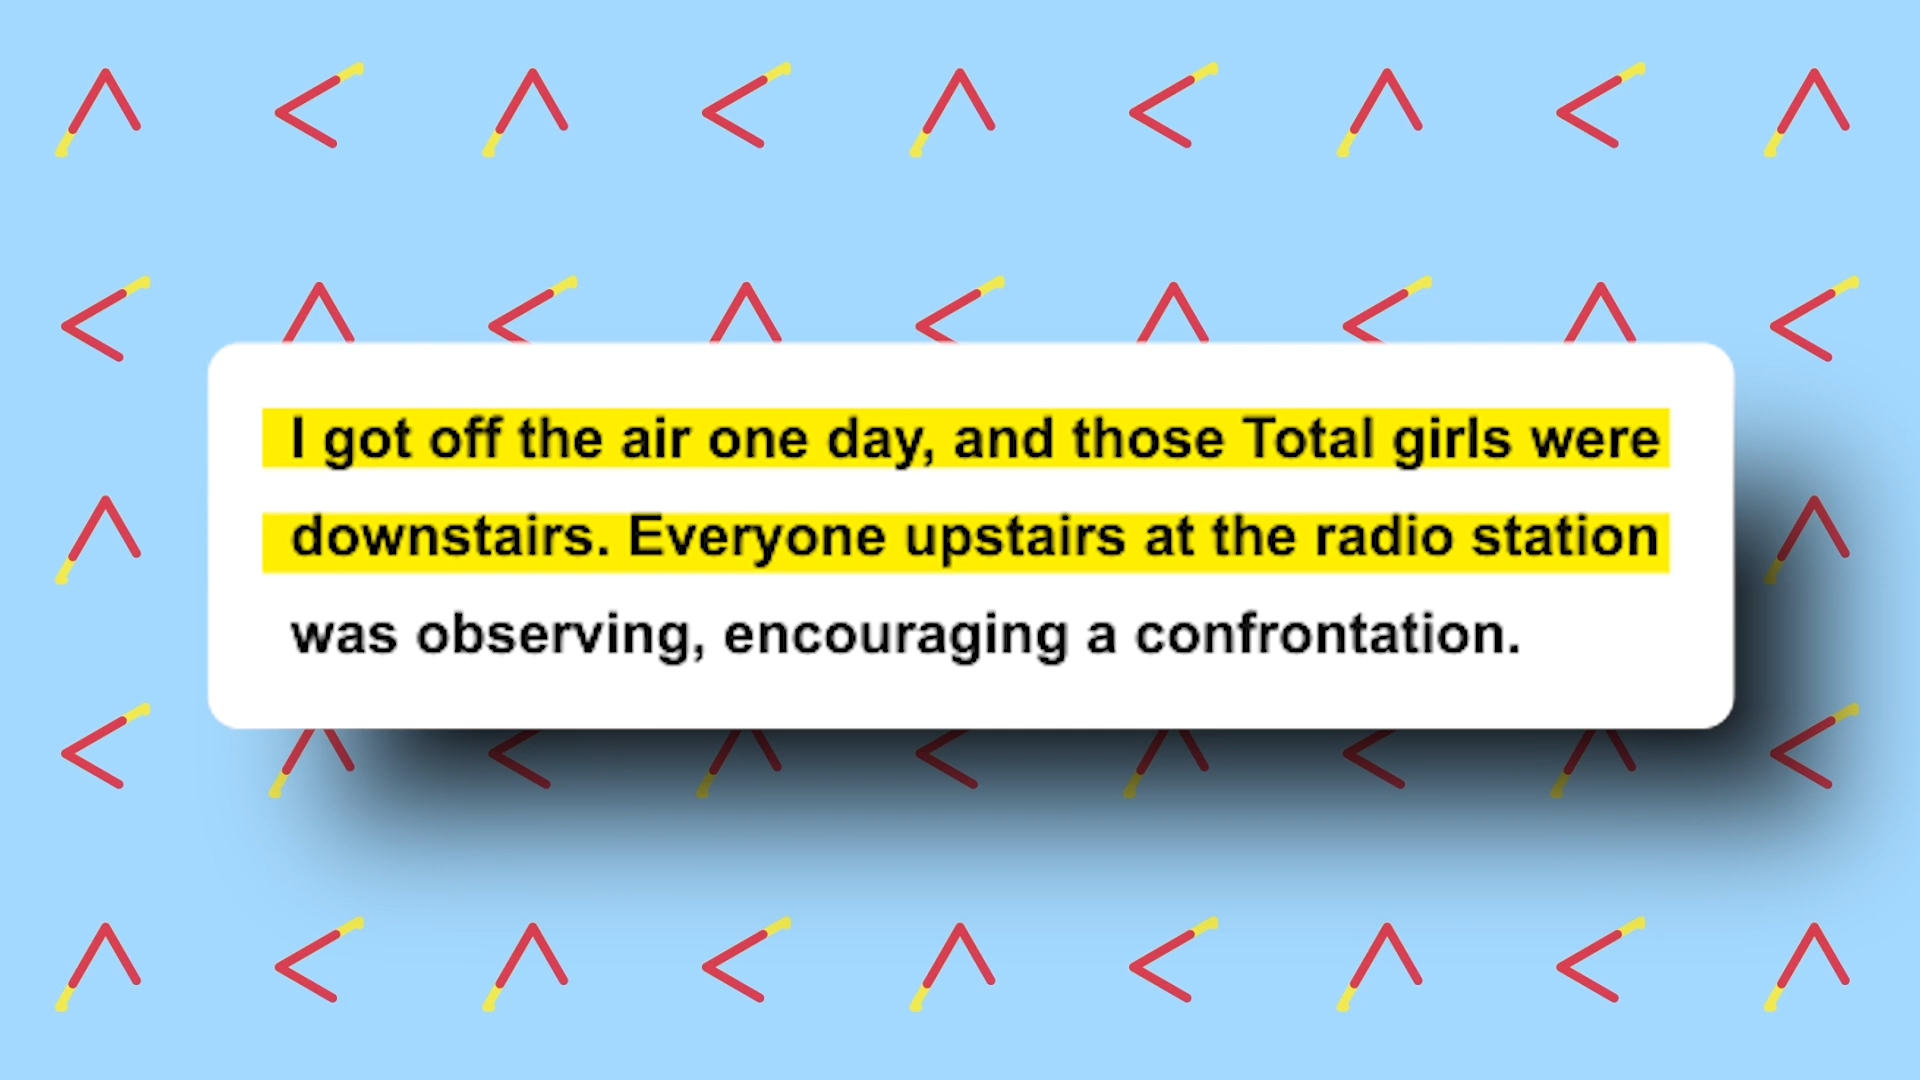 I got off the air one day, and those Total girls were
downstairs. Everyone upstairs at the radio station
was observing, encouraging a confrontation.